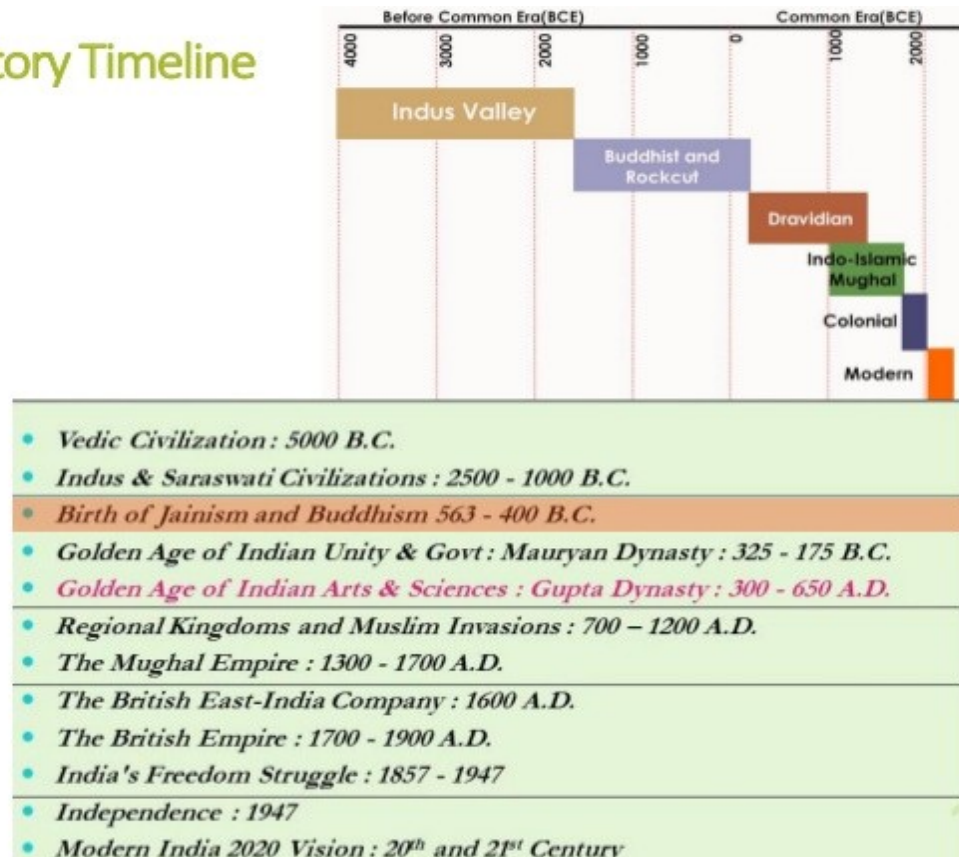 tory Timeline
Before Common Era(BCE)
Common Era(BCE)
4000
3000
2000
1000
0
1000
2000
Indus Valley
Buddhist and
Rockcut
Dravidian
Indo-Islamic
Mughal
Colonial
Modern
• Vedic Civilization : 5000 B.C.
• Indus & Saraswati Civilizations : 2500 - 1000 B.C.
• Birth of Jainism and Buddhism 563 - 400 B.C.
• Golden Age of Indian Unity & Govt : Mauryan Dynasty : 325 - 175 B.C.
• Golden Age of Indian Arts & Sciences : Gupta Dynasty : 300 - 650 A.D.
• Regional Kingdoms and Muslim Invasions : 700 – 1200 A.D.
• The Mughal Empire : 1300 - 1700 A.D.
• The British East-India Company : 1600 A.D.
• The British Empire : 1700 - 1900 A.D.
• India's Freedom Struggle : 1857 - 1947
• Independence : 1947
• Modern India 2020 Vision : 20th and 21st Century